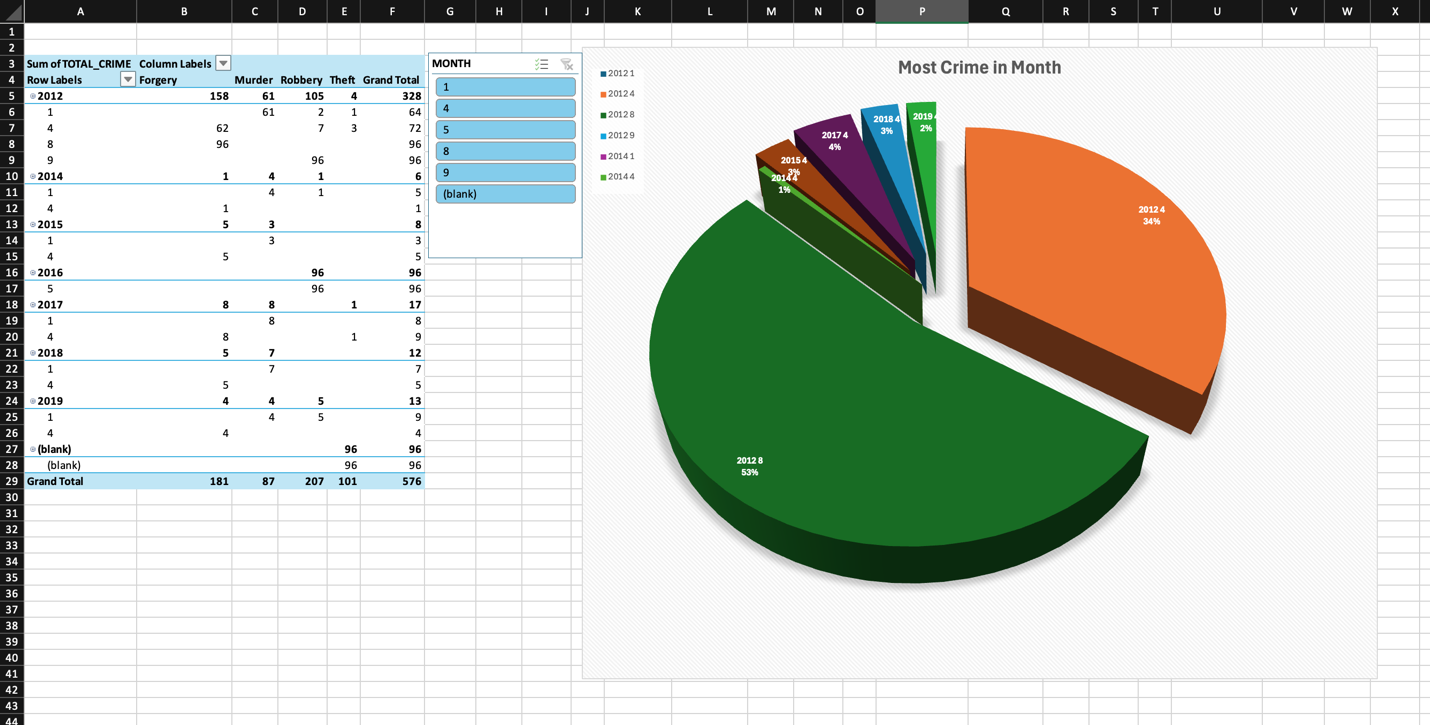 A B C D E F G H I J K L M N O P Q R S T U V W X
1
2
3 Sum of TOTAL_CRIME Column Labels
4 Row Labels Forgery Murder Robbery Theft Grand Total
5 2012 158 61 105 4 328
6 1 61 2 1 64
7 4 62 7 3 72
8 8 96 96
9 9 96 96
10 2014 1 4 1 6
11 1 4 1 5
12 4 1 1
13 2015 5 3 8
14 1 3 3
15 4 5 5
16 2016 96 96
17 5 96 96
18 2017 8 8 1 17
19 1 8 8
20 4 8 1 9
21 2018 5 7 12
22 1 7 7
23 4 5 5
24 2019 4 4 5 13
25 1 4 5 9
26 4 4 4
27 (blank) 96 96
28 (blank) 96 96
29 Grand Total 181 87 207 101 576
30
31
32
33
34
35
36
37
38
39
40
41
42
43
44
MONTH
1
4
5
8
9
(blank)
Most Crime in Month
2012 1
2012 4
2012 8
2012 9
2014 1
2014 4
2019 4
2%
2018 4
3%
2017 4
4%
2015 4
3%
2014 4
1%
2012 4
34%
2012 8
53%